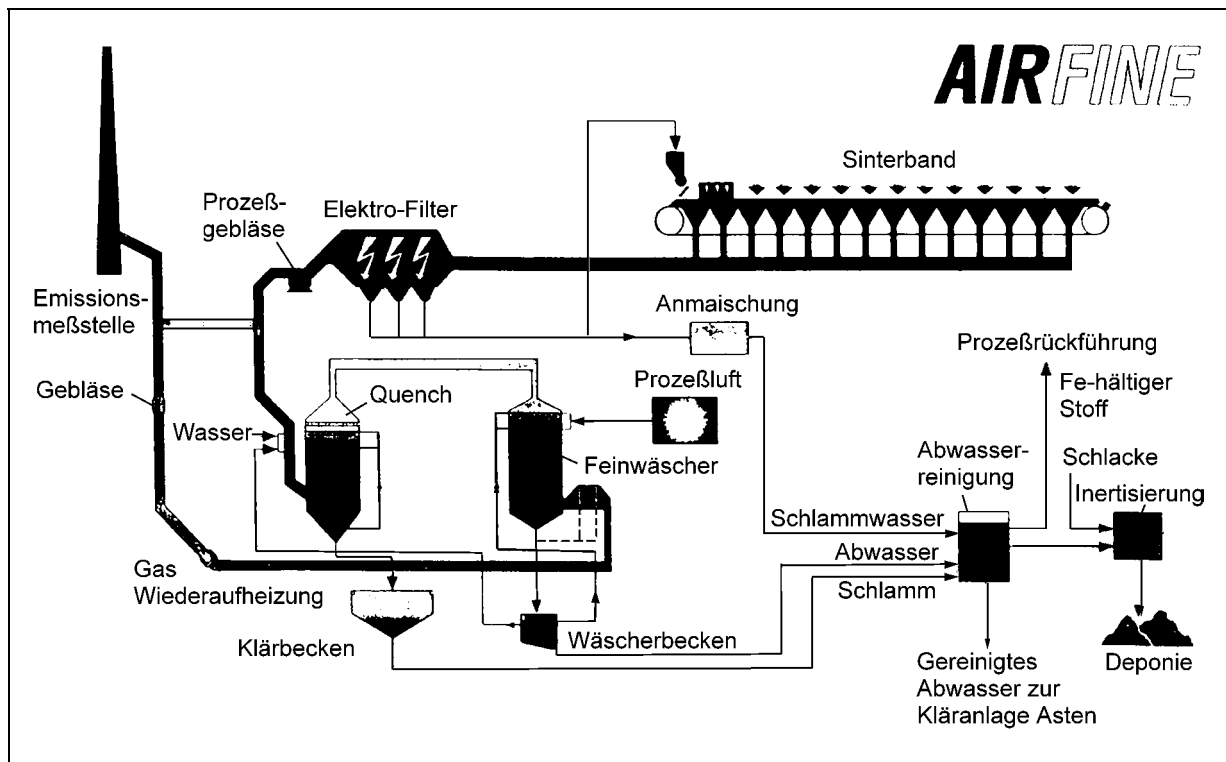 AIRFINE
Sinterband
Prozeß-
gebläse
Elektro-Filter
Emissions-
meßstelle
Anmaischung
Prozeßrückführung
Fe-hältiger
Stoff
Gebläse
Quench
Prozeßluft
Wasser
Feinwäscher
Abwasser-
reinigung
Schlacke
Inertisierung
Schlammwasser
Abwasser
Schlamm
Gas
Wiederaufheizung
Klärbecken
Wäscherbecken
Gereinigtes
Abwasser zur
Kläranlage Asten
Deponie